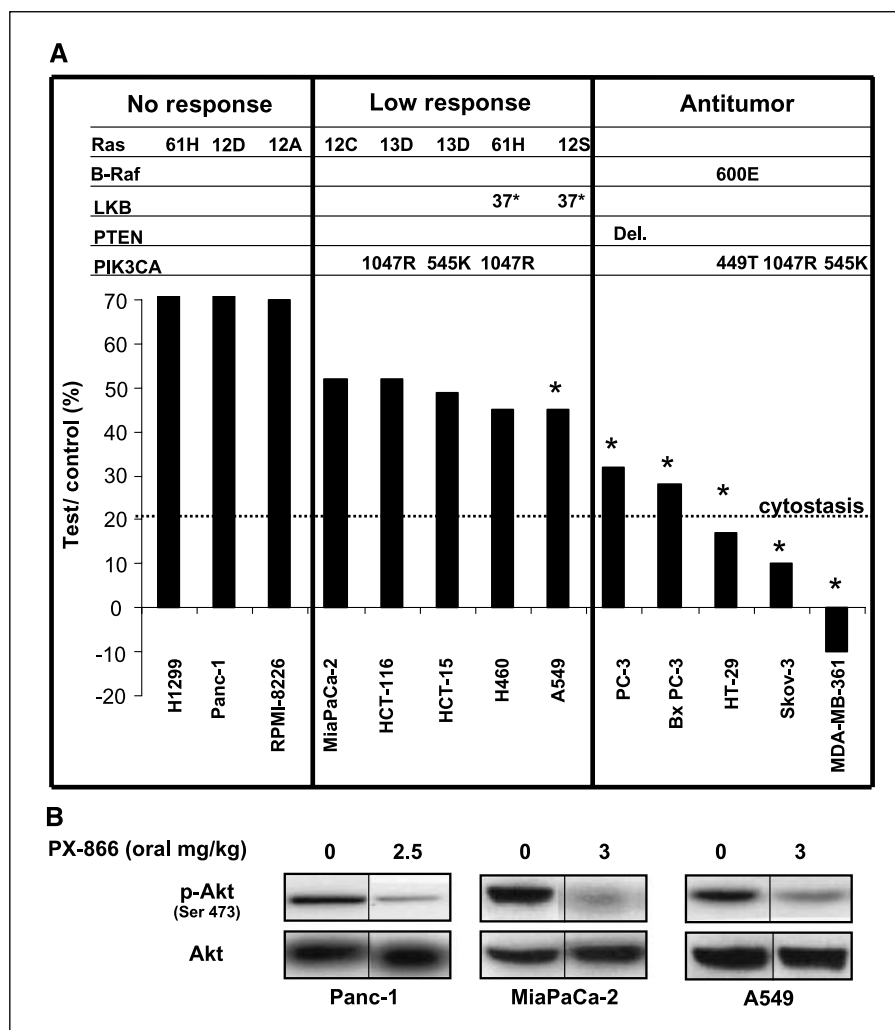 A
No response Low response Antitumor
Ras 61H 12D 12A 12C 13D 13D 61H 12S
B-Raf 600E
LKB 37* 37*
PTEN Del.
PIK3CA 1047R 545K 1047R 449T 1047R 545K
Test/ control (%)
70
60
50
40
30
20
10
0
-10
-20
* * * * * *
cytostasis
H1299
Panc-1
RPMI-8226
MiaPaCa-2
HCT-116
HCT-15
H460
A549
PC-3
Bx PC-3
HT-29
Skov-3
MDA-MB-361
B
PX-866 (oral mg/kg) 0 2.5 0 3 0 3
p-Akt
(Ser 473)
Akt
Panc-1 MiaPaCa-2 A549